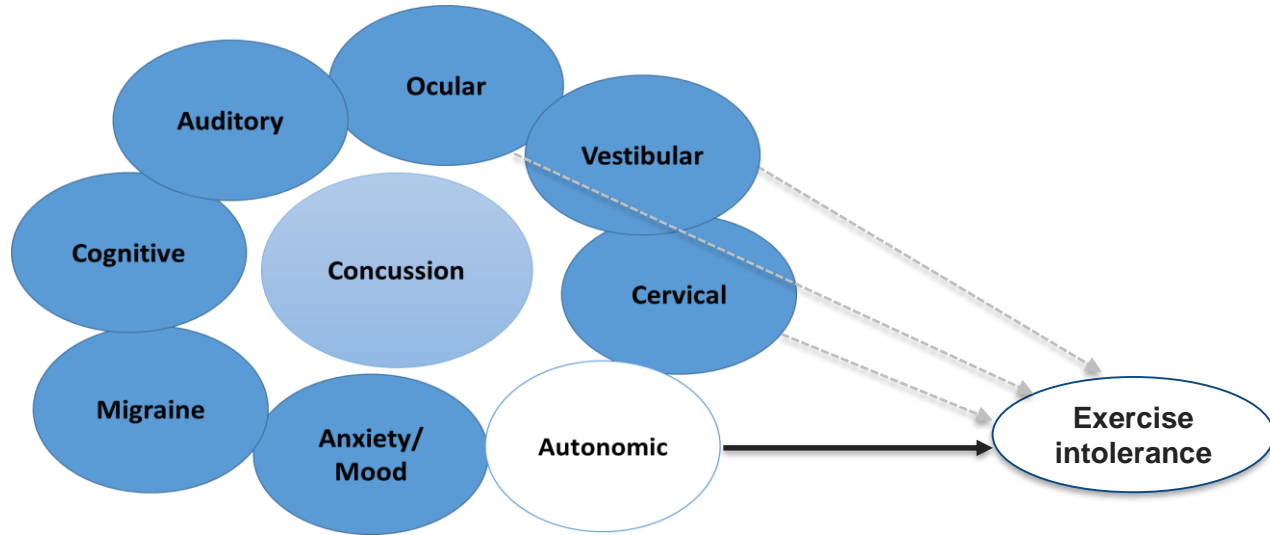 Ocular
Auditory
Vestibular
Cognitive
Concussion
Cervical
Migraine
Anxiety/
Mood
Autonomic
Exercise
intolerance